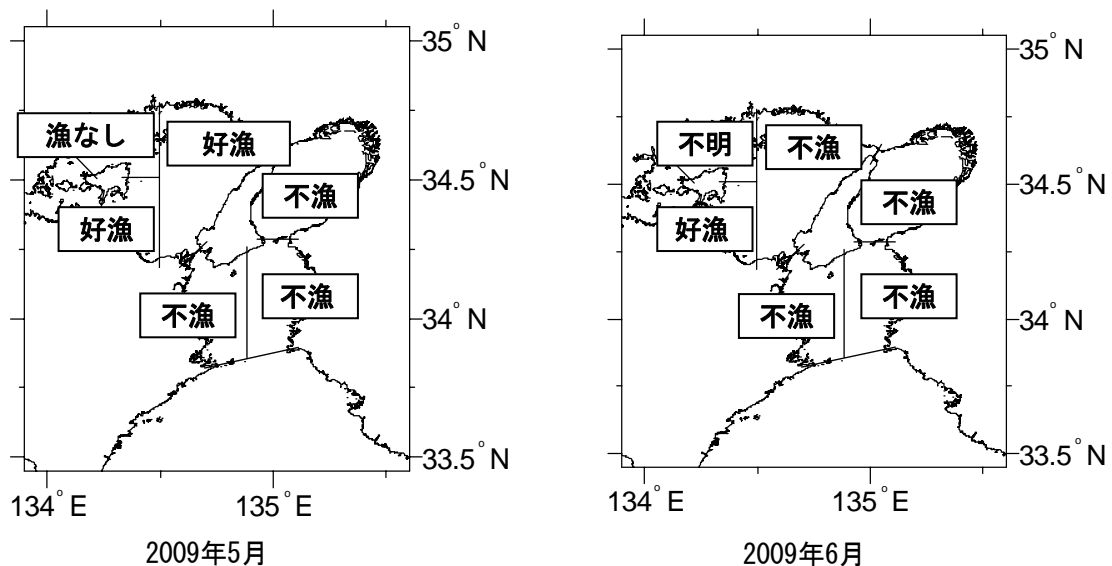 35° N
漁なし
好漁
34.5° N
不漁
好漁
不漁
不漁
34° N
33.5° N
134° E
135° E
2009年5月
35° N
不明
不漁
34.5° N
不漁
好漁
不漁
不漁
34° N
33.5° N
134° E
135° E
2009年6月